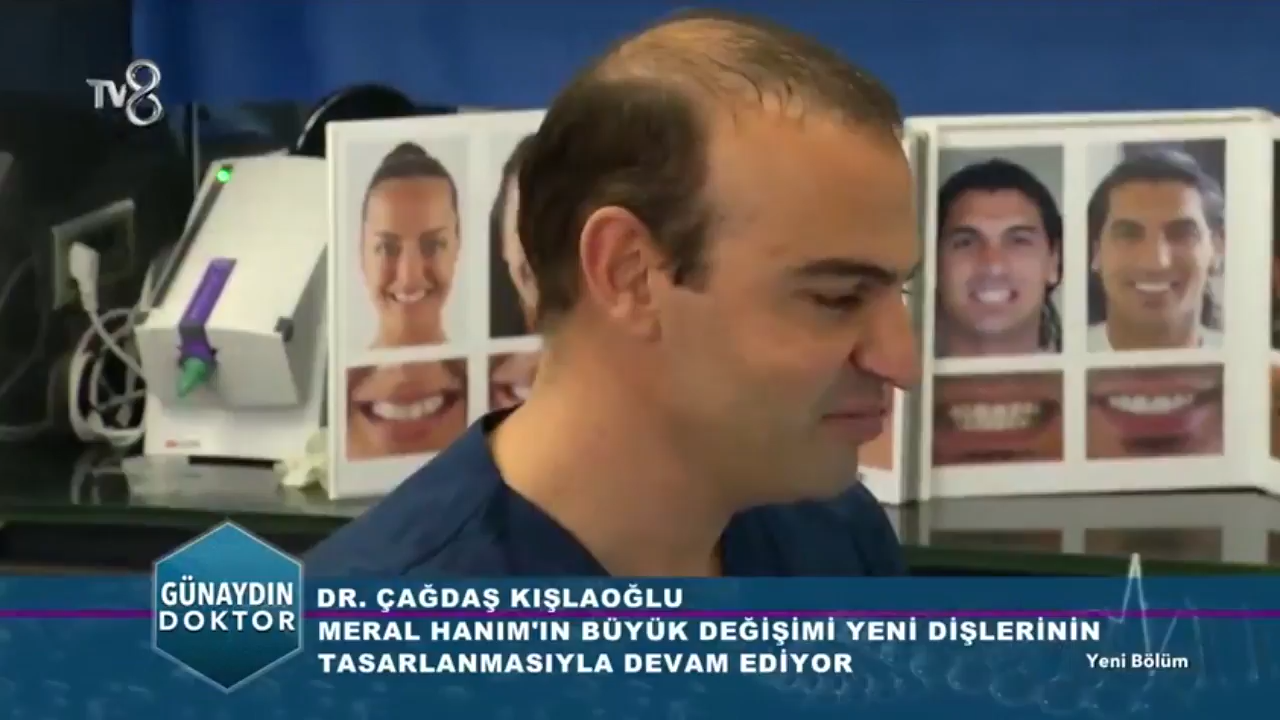 TV8
GÜNAYDIN
DOKTOR
DR. ÇAĞDAŞ KIŞLAOĞLU
MERAL HANIM'IN BÜYÜK DEĞİŞİMİ YENİ DİŞLERİNİN
TASARLANMASIYLA DEVAM EDİYOR
Yeni Bölüm